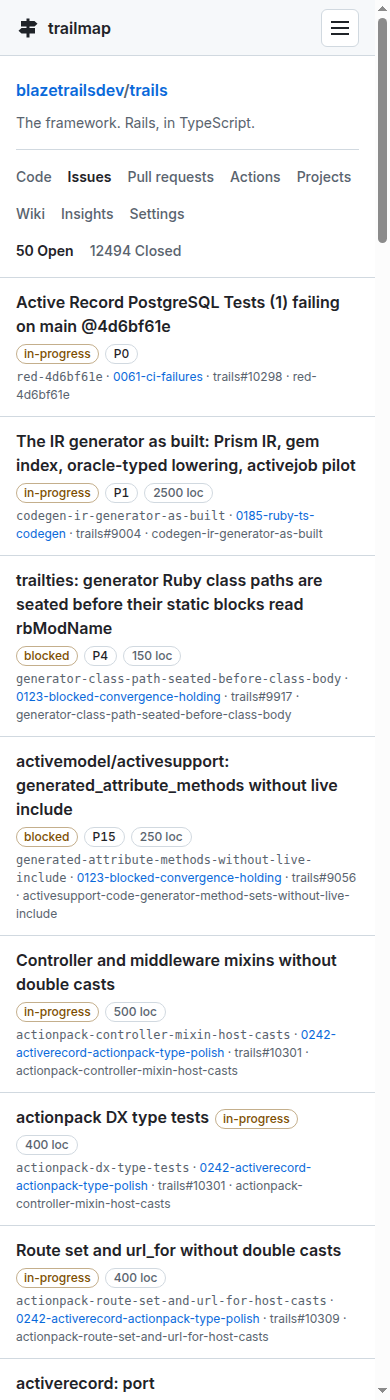 trailmap
blazetrailsdev/trails
The framework. Rails, in TypeScript.
Code Issues Pull requests Actions Projects
Wiki Insights Settings
50 Open 12494 Closed
Active Record PostgreSQL Tests (1) failing
on main @4d6bf61e
in-progress P0
red-4d6bf61e · 0061-ci-failures · trails#10298 · red-
4d6bf61e
The IR generator as built: Prism IR, gem
index, oracle-typed lowering, activejob pilot
in-progress P1 2500 loc
codegen-ir-generator-as-built · 0185-ruby-ts-
codegen · trails#9004 · codegen-ir-generator-as-built
trailties: generator Ruby class paths are
seated before their static blocks read
rbModName
blocked P4 150 loc
generator-class-path-seated-before-class-body ·
0123-blocked-convergence-holding · trails#9917 ·
generator-class-path-seated-before-class-body
activemodel/activesupport:
generated_attribute_methods without live
include
blocked P15 250 loc
generated-attribute-methods-without-live-
include · 0123-blocked-convergence-holding · trails#9056
· activesupport-code-generator-method-sets-without-live-
include
Controller and middleware mixins without
double casts
in-progress 500 loc
actionpack-controller-mixin-host-casts · 0242-
activerecord-actionpack-type-polish · trails#10301 ·
actionpack-controller-mixin-host-casts
actionpack DX type tests in-progress
400 loc
actionpack-dx-type-tests · 0242-activerecord-
actionpack-type-polish · trails#10301 · actionpack-
controller-mixin-host-casts
Route set and url_for without double casts
in-progress 400 loc
actionpack-route-set-and-url-for-host-casts ·
0242-activerecord-actionpack-type-polish · trails#10309 ·
actionpack-route-set-and-url-for-host-casts
activerecord: port